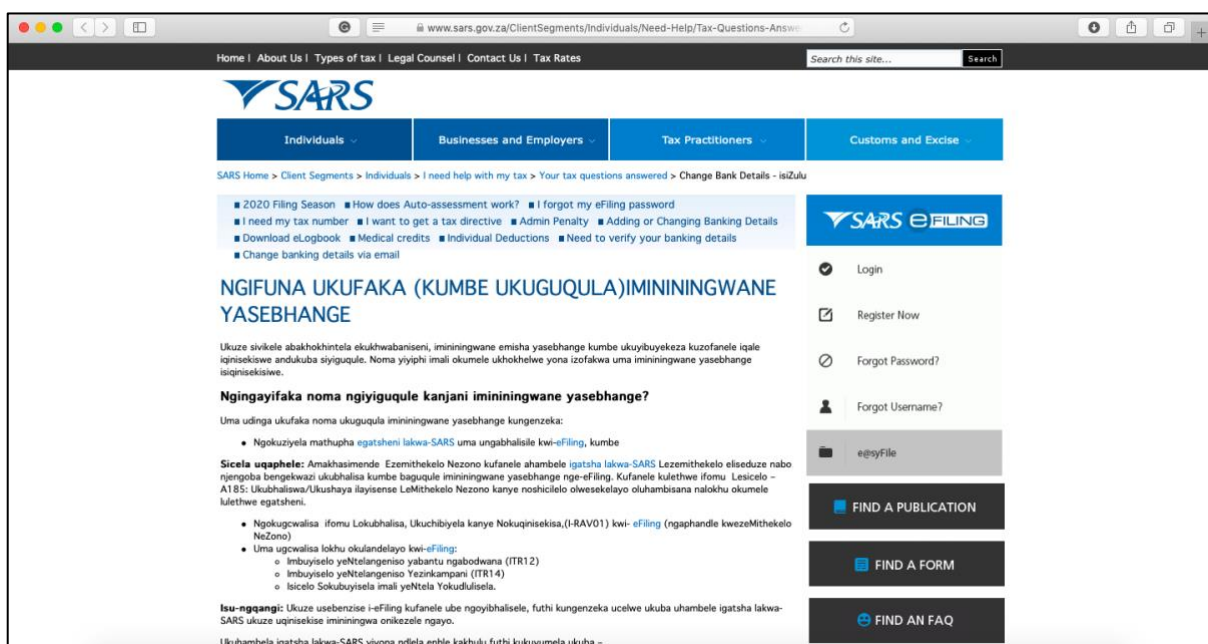 www.sars.gov.za/ClientSegments/Individuals/Need-Help/Tax-Questions-Answe
Home | About Us | Types of tax | Legal Counsel | Contact Us | Tax Rates
Search this site...
Search
SARS
Individuals
Businesses and Employers
Tax Practitioners
Customs and Excise
SARS Home > Client Segments > Individuals > I need help with my tax > Your tax questions answered > Change Bank Details - isiZulu
2020 Filing Season ■ How does Auto-assessment work? ■ I forgot my eFiling password
■ I need my tax number ■ I want to get a tax directive ■ Admin Penalty ■ Adding or Changing Banking Details
■ Download eLogbook ■ Medical credits ■ Individual Deductions ■ Need to verify your banking details
■ Change banking details via email
NGIFUNA UKUFAKA (KUMBE UKUGUQULA)IMINININGWANE
YASEBHANGE
Ukuze sivikele abakhokhintela ekukhwabaniseni, imininingwane emisha yasebhange kumbe ukuyibuyekeza kuzofanele iqale
iqinisekiswe andukuba siyiguqule. Noma yiyiphi imali okumele ukhokhelwe yona izofakwa uma imininingwane yasebhange
isiqinisekisiwe.
Ngingayifaka noma ngiyiguqule kanjani imininingwane yasebhange?
Uma udinga ukufaka noma ukuguqula imininingwane yasebhange kungenzeka:
• Ngokuziyela mathupha egatsheni lakwa-SARS uma ungabhalisile kwi-eFiling, kumbe
Sicela uqaphele: Amakhasimende Ezemithekelo Nezono kufanele ahambele igatsha lakwa-SARS Lezemithekelo eliseduze nabo
njengoba bengekwazi ukubhalisa kumbe baguqule imininingwane yasebhange nge-eFiling. Kufanele kulethwe ifomu Lesicelo –
A185: Ukubhaliswa/Ukushaya ilayisense LeMithekelo Nezono kanye noshicilelo olwesekelayo oluhambisana nalokhu okumele
lulethwe egatsheni.
• Ngokugcwalisa ifomu Lokubhalisa, Ukuchibiyela kanye Nokuqinisekisa,(I-RAV01) kwi- eFiling (ngaphandle kwezeMithekelo
NeZono)
• Uma ugcwalisa lokhu okulandelayo kwi-eFiling:
○ Imbuyiselo yeNtelangeniso yabantu ngabodwana (ITR12)
○ Imbuyiselo yeNtelangeniso Yezinkampani (ITR14)
○ Isicelo Sokubuyisela imali yeNtela Yokudlulisela.
Isu-ngqangi: Ukuze usebenzise i-eFiling kufanele ube ngoyibhalisele, futhi kungenzeka ucelwe ukuba uhambele igatsha lakwa-
SARS ukuze uqinisekise imininingwa onikezele ngayo.
Ukuhambela igatsha lakwa-SARS yiyona ndlela ephle kakhulu futhi kukuvumela ukuba –
SARS eFILING
Login
Register Now
Forgot Password?
Forgot Username?
e@syFile
FIND A PUBLICATION
FIND A FORM
FIND AN FAQ